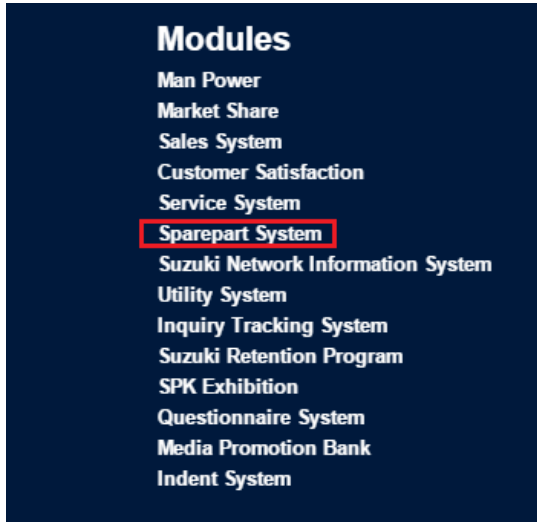 Modules
Man Power
Market Share
Sales System
Customer Satisfaction
Service System
Sparepart System
Suzuki Network Information System
Utility System
Inquiry Tracking System
Suzuki Retention Program
SPK Exhibition
Questionnaire System
Media Promotion Bank
Indent System